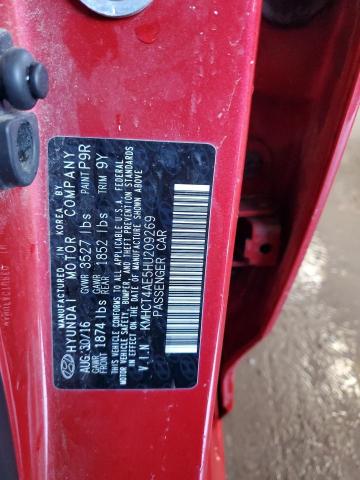 MANUFACTURED BY (KOREA)
HYUNDAI MOTOR COMPANY
AUG/30/16 GVWR 3527 lbs PAINT P9R
GAWR FRONT 1874 lbs GAWR REAR 1852 lbs TRIM 9Y
THIS VEHICLE CONFORMS TO ALL APPLICABLE U.S.A. FEDERAL
MOTOR VEHICLE SAFETY, BUMPER, AND THEFT PREVENTION STANDARDS
IN EFFECT ON THE DATE OF MANUFACTURE SHOWN ABOVE.
V.I.N KMHCT4AE5HU209269
PASSENGER CAR